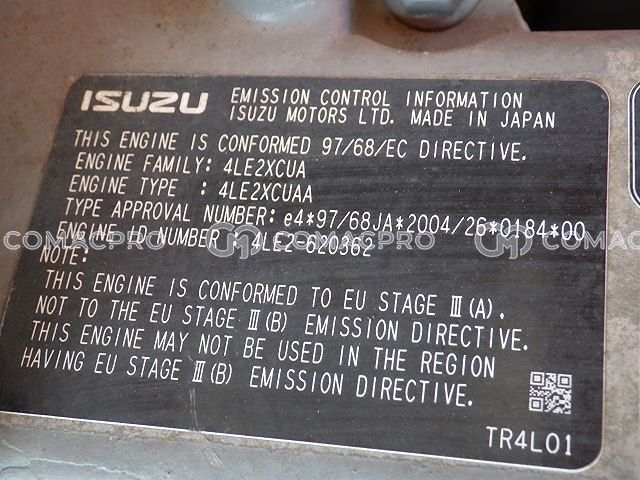 ISUZU EMISSION CONTROL INFORMATION
ISUZU MOTORS LTD. MADE IN JAPAN
THIS ENGINE IS CONFORMED 97/68/EC DIRECTIVE.
ENGINE FAMILY: 4LE2XCUA
ENGINE TYPE : 4LE2XCUAA
TYPE APPROVAL NUMBER: e4*97/68JA*2004/26*0184*00
ENGINE ID NUMBER : 4LE2-620362
COMACPRO COMACPRO COMACPRO
NOTE:
THIS ENGINE IS CONFORMED TO EU STAGE Ⅲ(A).
NOT TO THE EU STAGE Ⅲ(B) EMISSION DIRECTIVE.
THIS ENGINE MAY NOT BE USED IN THE REGION
HAVING EU STAGE Ⅲ(B) EMISSION DIRECTIVE.
TR4L01